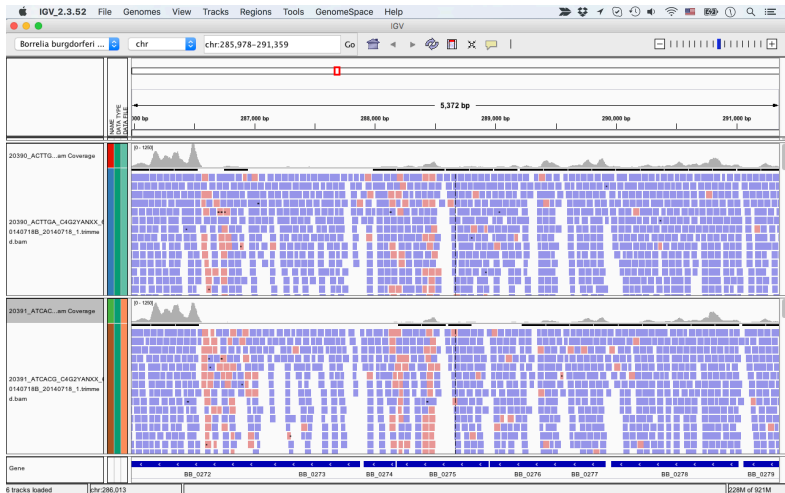 IGV_2.3.52 File Genomes View Tracks Regions Tools GenomeSpace Help
IGV
Borrelia burgdorferi ... chr chr:285,978-291,359 Go
NAME
DATA TYPE
DATA FILE
5,372 bp
000 bp 287,000 bp 288,000 bp 289,000 bp 290,000 bp 291,000 bp
20390_ACTTG...am Coverage
[0 - 1250]
20390_ACTTGA_C4G2YANXX_
0140718B_20140718_1.trimme
d.bam
20391_ATCAC...am Coverage
[0 - 1250]
20391_ATCACG_C4G2YANXX_
0140718B_20140718_1.trimme
d.bam
Gene
BB_0272 BB_0273 BB_0274 BB_0275 BB_0276 BB_0277 BB_0278 BB_0279
6 tracks loaded chr:286,013 228M of 921M